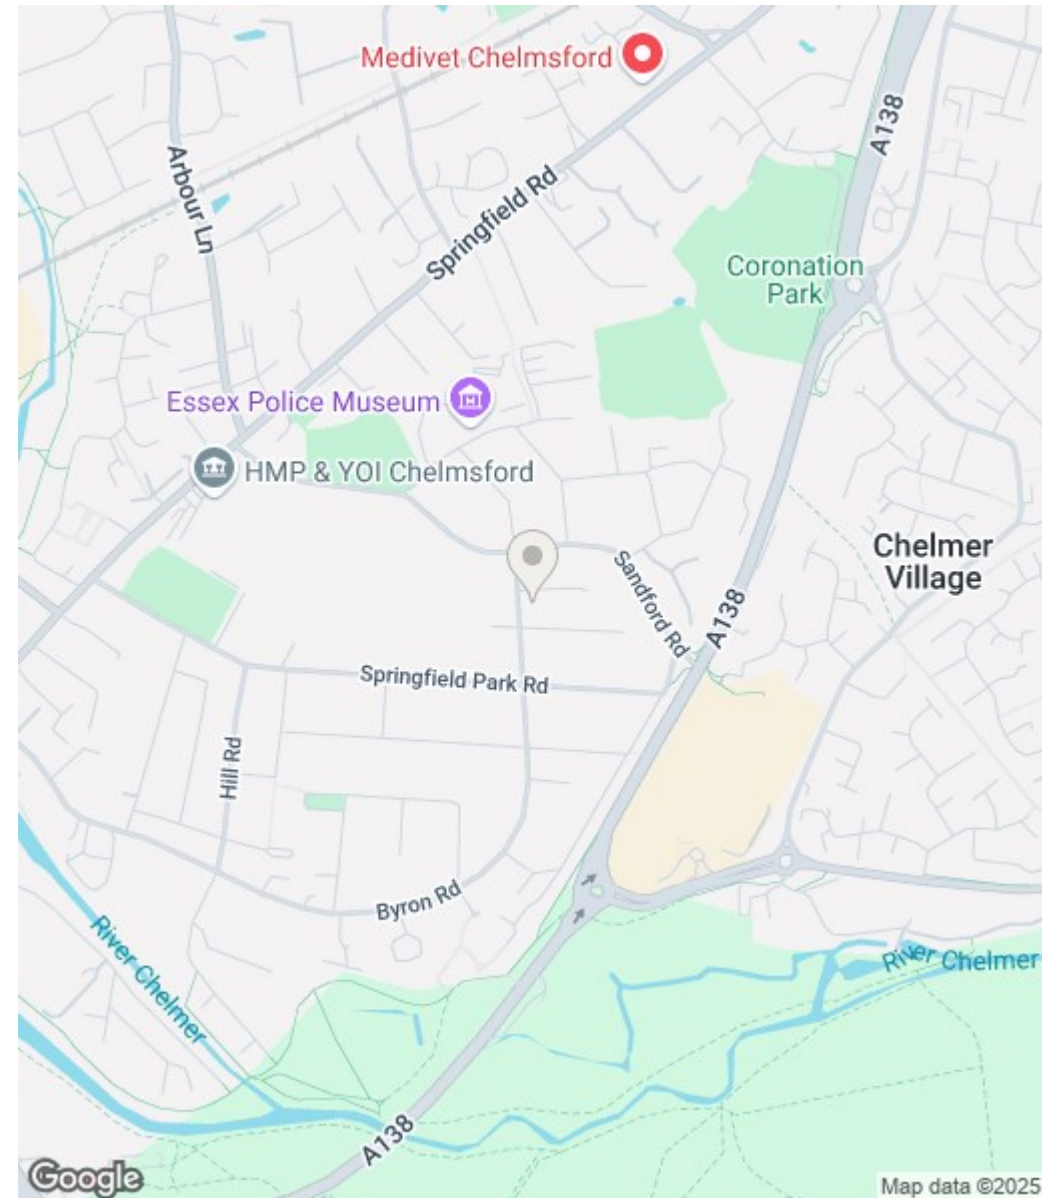 Medivet Chelmsford
A138
Arbour Ln
Springfield Rd
Coronation
Park
Essex Police Museum
HMP & YOI Chelmsford
Chelmer
Village
Sandford Rd
A138
Springfield Park Rd
Hill Rd
Byron Rd
River Chelmer
River Chelmer
A138
Google
Map data ©2025